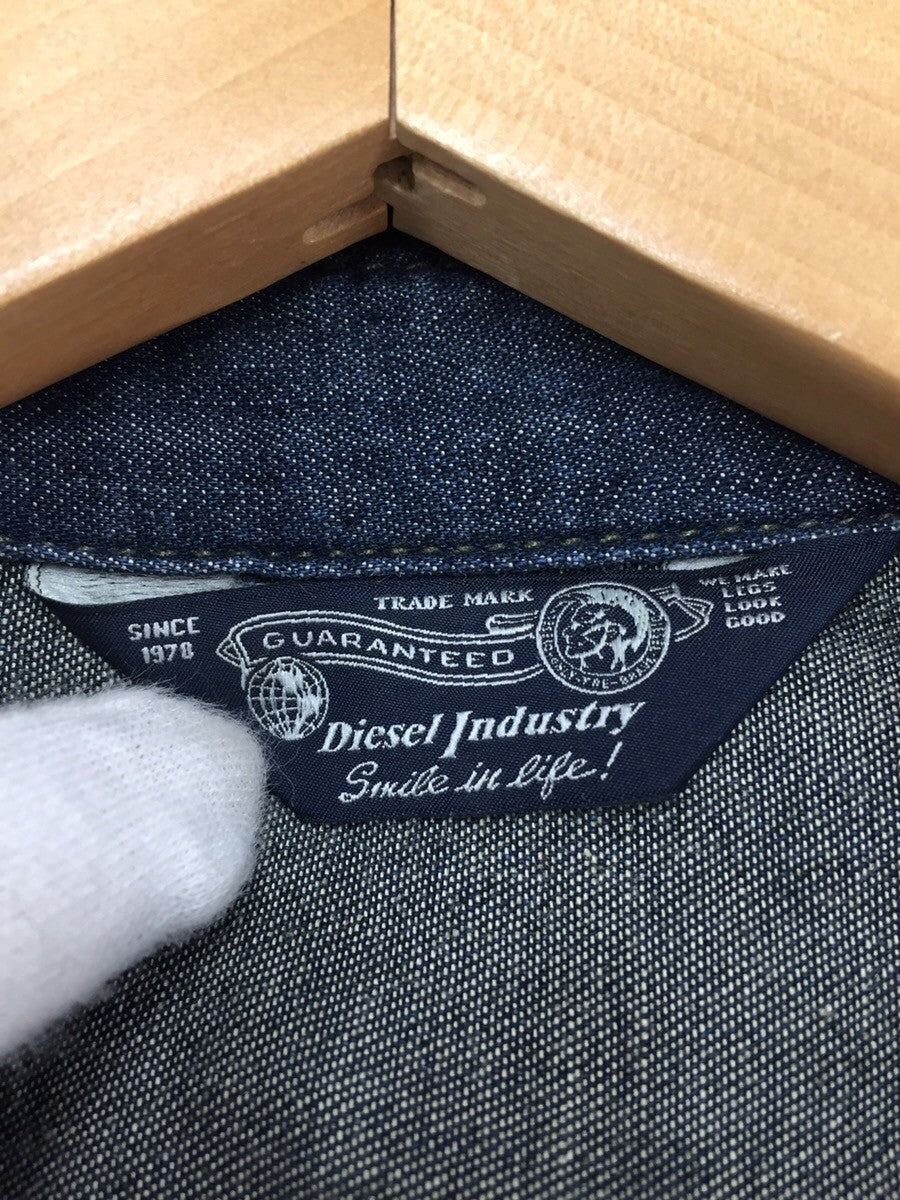 TRADE MARK
SINCE
1978
GUARANTEED
WE MAKE
LEGS
LOOK
GOOD
Diesel Industry
Smile in life!